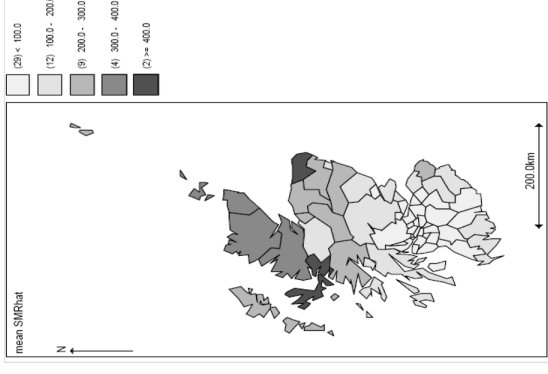 (29) < 100.0
(12) 100.0 - 200.0
(9) 200.0 - 300.0
(4) 300.0 - 400.0
(2) >= 400.0
mean SMRhat
N
200.0km